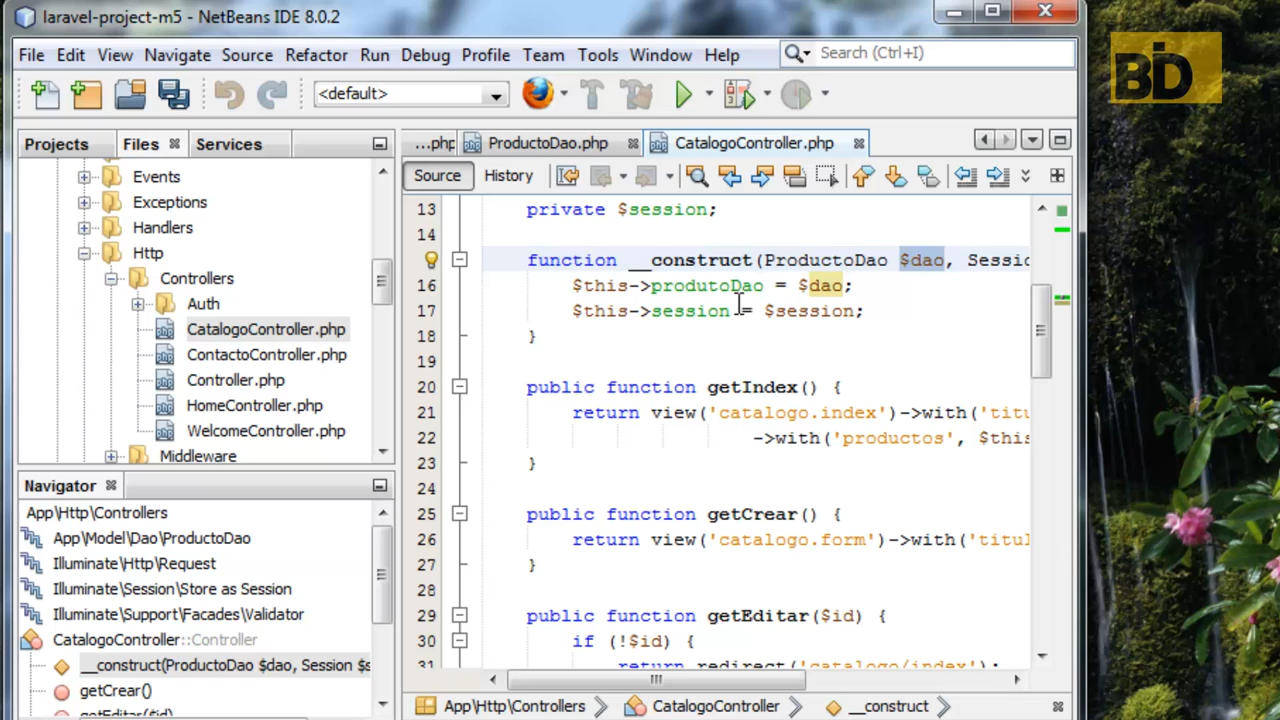 laravel-project-m5 - NetBeans IDE 8.0.2
File Edit View Navigate Source Refactor Run Debug Profile Team Tools Window Help
Search (Ctrl+I)
BD
<default>
Projects Files Services
...php ProductoDao.php CatalogoController.php
Source History
Events
Exceptions
Handlers
Http
Controllers
Auth
CatalogoController.php
ContactoController.php
Controller.php
HomeController.php
WelcomeController.php
Middleware
13 private $session;
14
function __construct(ProductoDao $dao, Sessio
16 $this->produtoDao = $dao;
17 $this->session = $session;
18 }
19
20 public function getIndex() {
21 return view('catalogo.index')->with('titu
22 ->with('productos', $this
23 }
24
25 public function getCrear() {
26 return view('catalogo.form')->with('titul
27 }
28
29 public function getEditar($id) {
30 if (!$id) {
31 return redirect('catalogo/index');
Navigator
App\Http\Controllers
App\Model\Dao\ProductoDao
Illuminate\Http\Request
Illuminate\Session\Store as Session
Illuminate\Support\Facades\Validator
CatalogoController::Controller
__construct(ProductoDao $dao, Session $s
getCrear()
getEditar($id)
App\Http\Controllers CatalogoController __construct